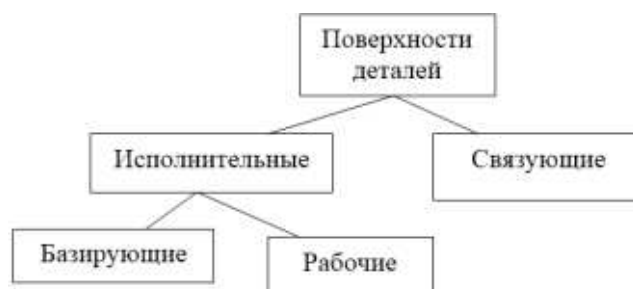 Поверхности
деталей
Исполнительные
Связующие
Базирующие
Рабочие